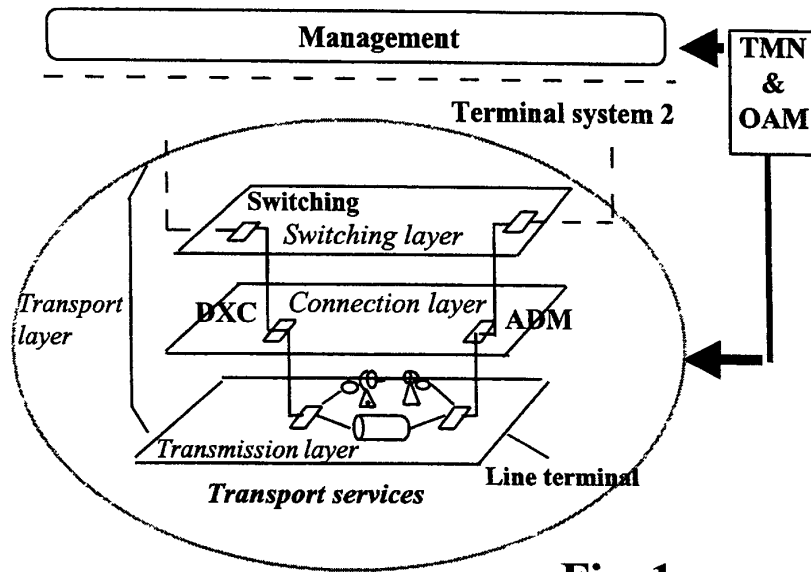 Management
TMN
&
OAM
Terminal system 2
Switching
Switching layer
Transport
layer
DXC
Connection layer
ADM
Transmission layer
Line terminal
Transport services